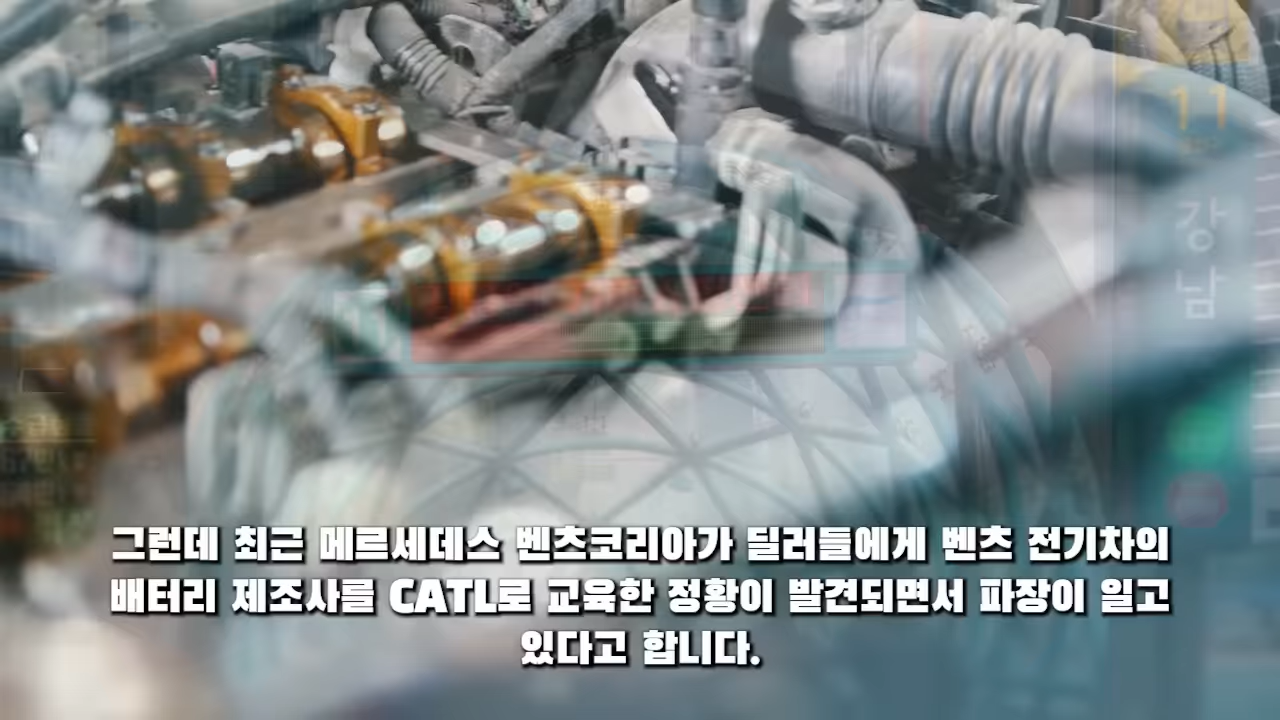 11
강
남
그런데 최근 메르세데스 벤츠코리아가 딜러들에게 벤츠 전기차의
배터리 제조사를 CATL로 교육한 정황이 발견되면서 파장이 일고
있다고 합니다.